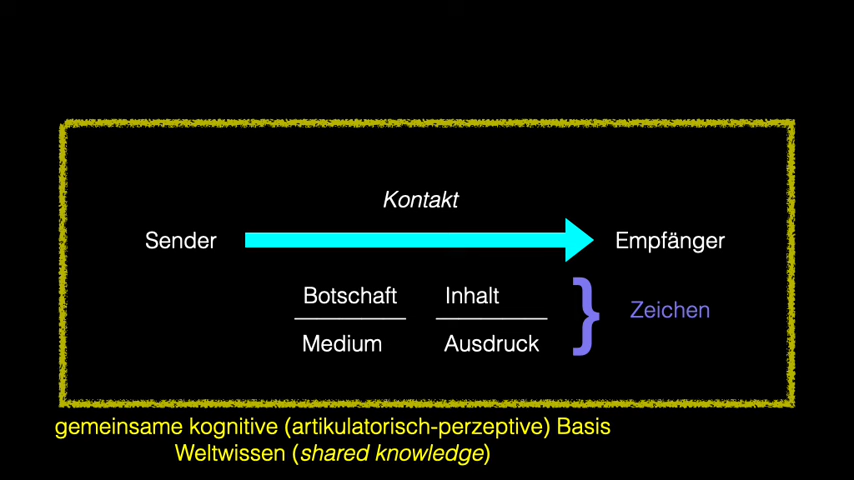 Kontakt
Sender Empfänger
Botschaft Inhalt
Zeichen
Medium Ausdruck
gemeinsame kognitive (artikulatorisch-perzeptive) Basis
Weltwissen (shared knowledge)